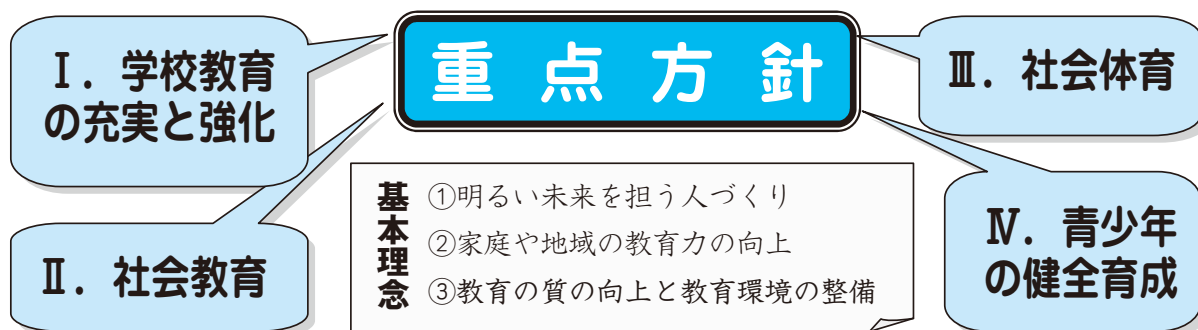 重点方針
Ⅰ．学校教育
の充実と強化
Ⅱ．社会教育
Ⅲ．社会体育
Ⅳ．青少年
の健全育成
基本理念
①明るい未来を担う人づくり
②家庭や地域の教育力の向上
③教育の質の向上と教育環境の整備